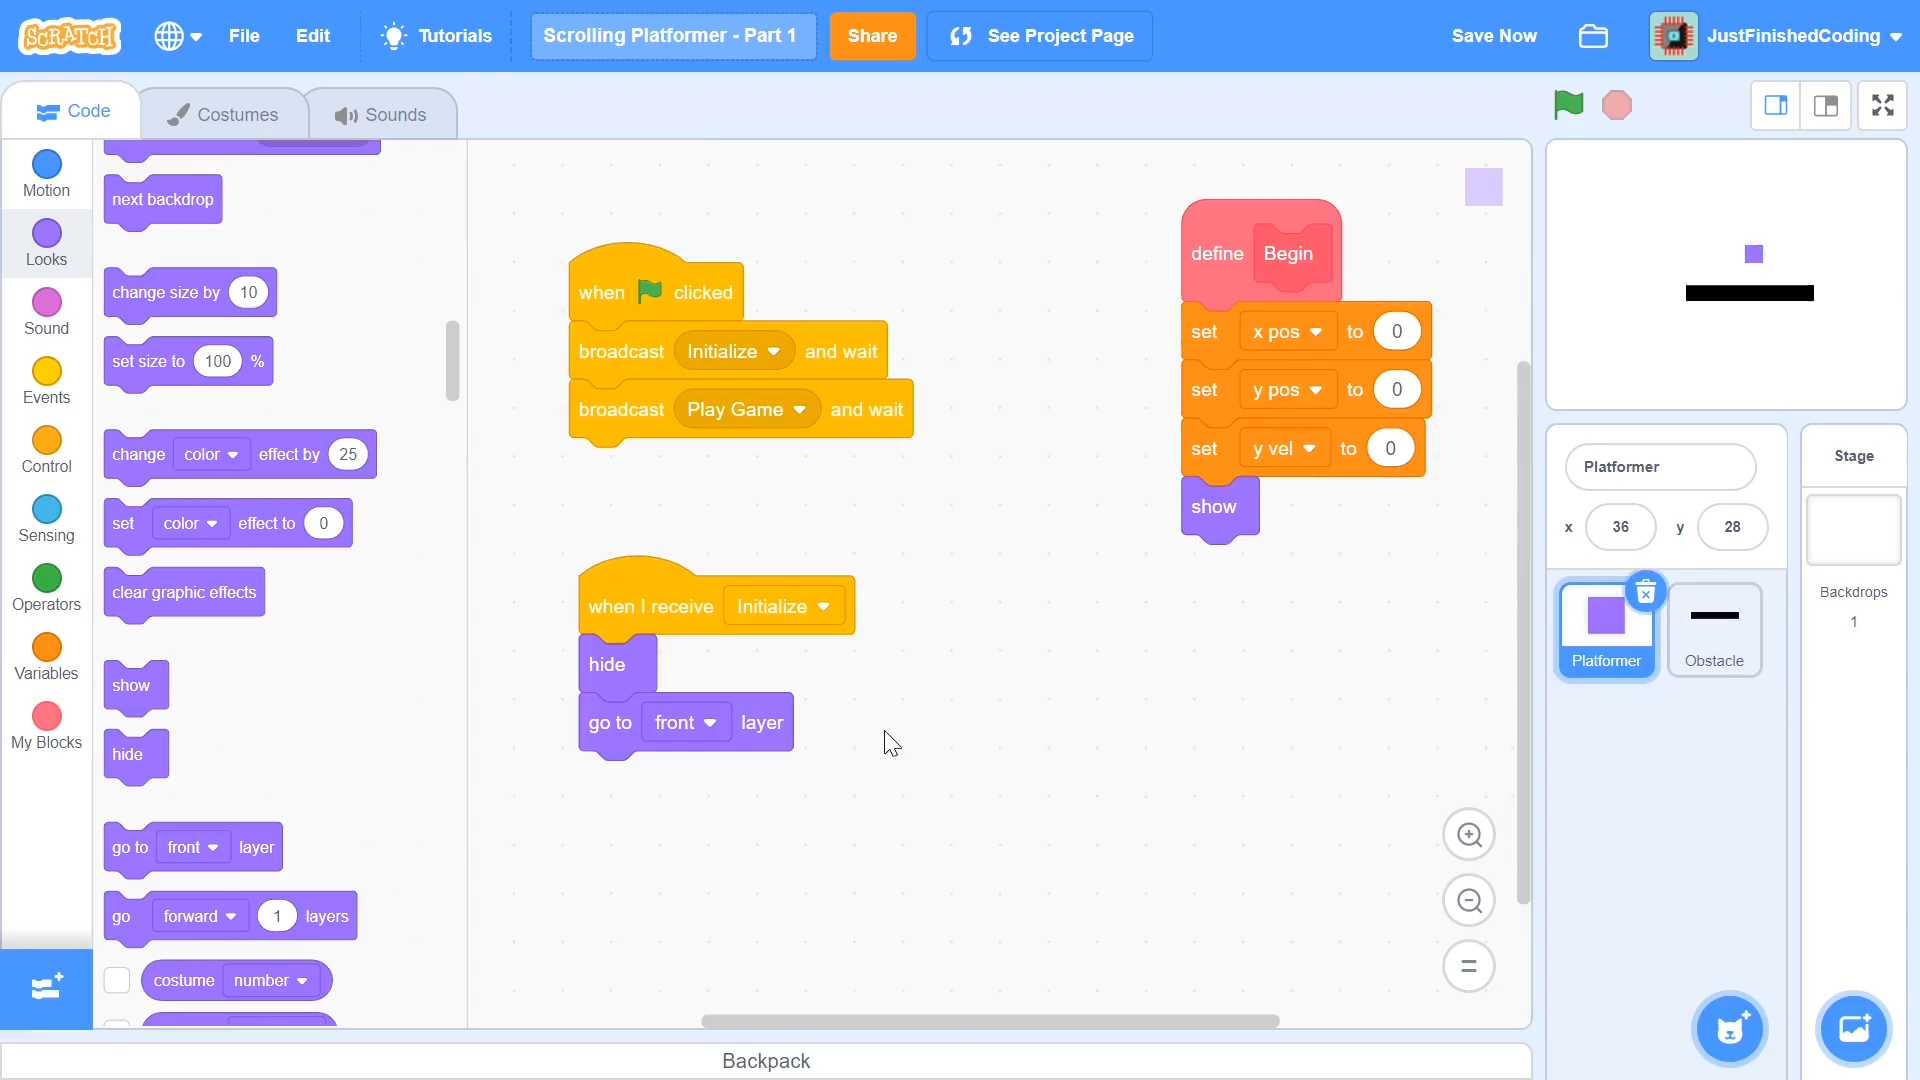 SCRATCH
File
Edit
Tutorials
Scrolling Platformer - Part 1
Share
See Project Page
Save Now
JustFinishedCoding
Code
Costumes
Sounds
Motion
Looks
Sound
Events
Control
Sensing
Operators
Variables
My Blocks
next backdrop
change size by 10
set size to 100 %
change color effect by 25
set color effect to 0
clear graphic effects
show
hide
go to front layer
go forward 1 layers
costume number
when clicked
broadcast Initialize and wait
broadcast Play Game and wait
when I receive Initialize
hide
go to front layer
define Begin
set x pos to 0
set y pos to 0
set y vel to 0
show
Platformer
x 36 y 28
Platformer
Obstacle
Stage
Backdrops
1
Backpack